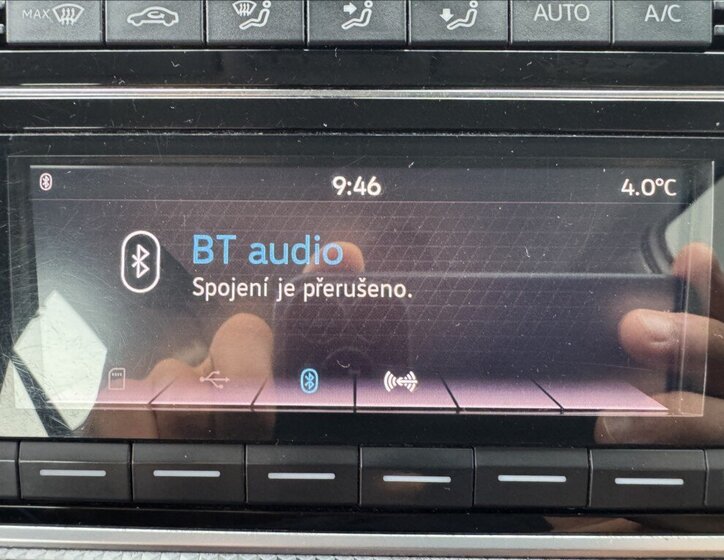 MAX
AUTO
A/C
9:46
4.0°C
BT audio
Spojení je přerušeno.